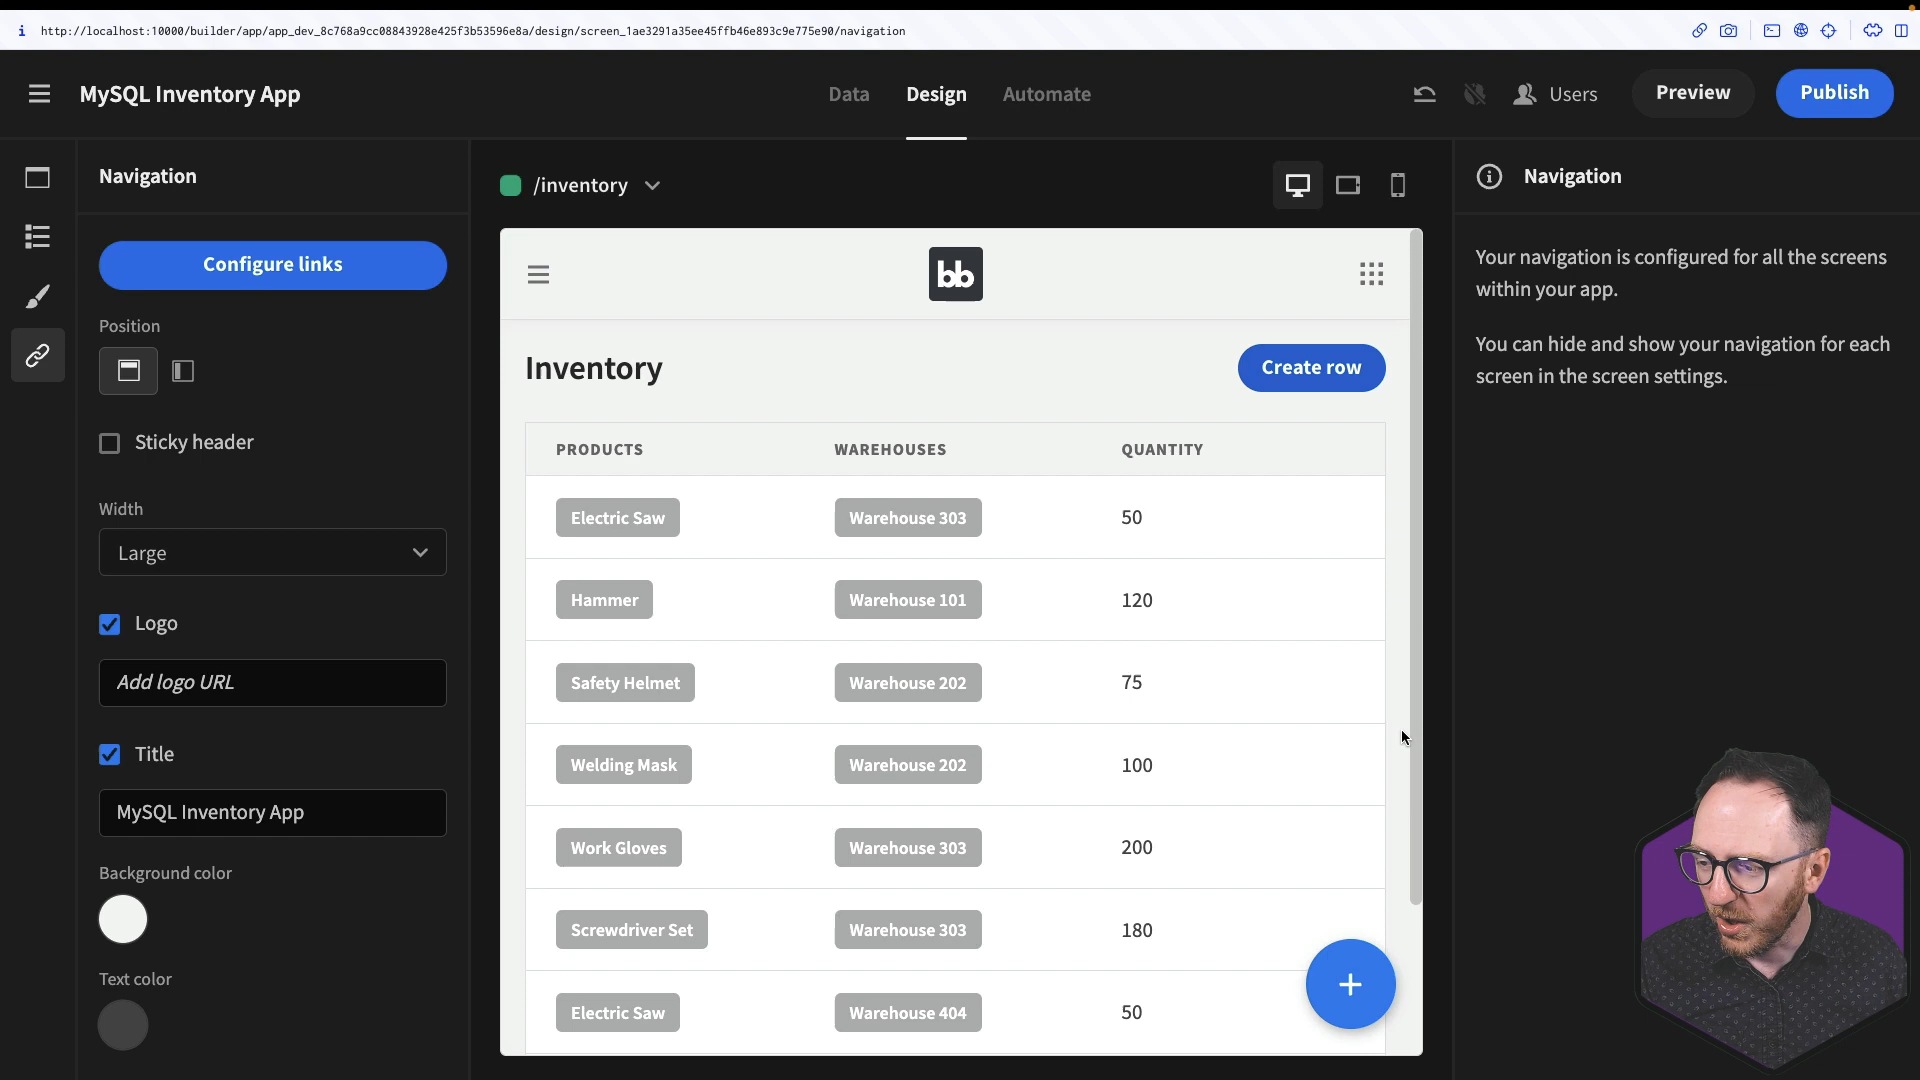 i http://localhost:10000/builder/app/app_dev_8c768a9cc08843928e425f3b53596e8a/design/screen_1ae3291a35ee45ffb46e893c9e775e90/navigation
MySQL Inventory App
Data
Design
Automate
Users
Preview
Publish
Navigation
Configure links
Position
Sticky header
Width
Large
Logo
Add logo URL
Title
MySQL Inventory App
Background color
Text color
/inventory
bb
Inventory
Create row
PRODUCTS WAREHOUSES QUANTITY
Electric Saw Warehouse 303 50
Hammer Warehouse 101 120
Safety Helmet Warehouse 202 75
Welding Mask Warehouse 202 100
Work Gloves Warehouse 303 200
Screwdriver Set Warehouse 303 180
Electric Saw Warehouse 404 50
Navigation
Your navigation is configured for all the screens
within your app.
You can hide and show your navigation for each
screen in the screen settings.